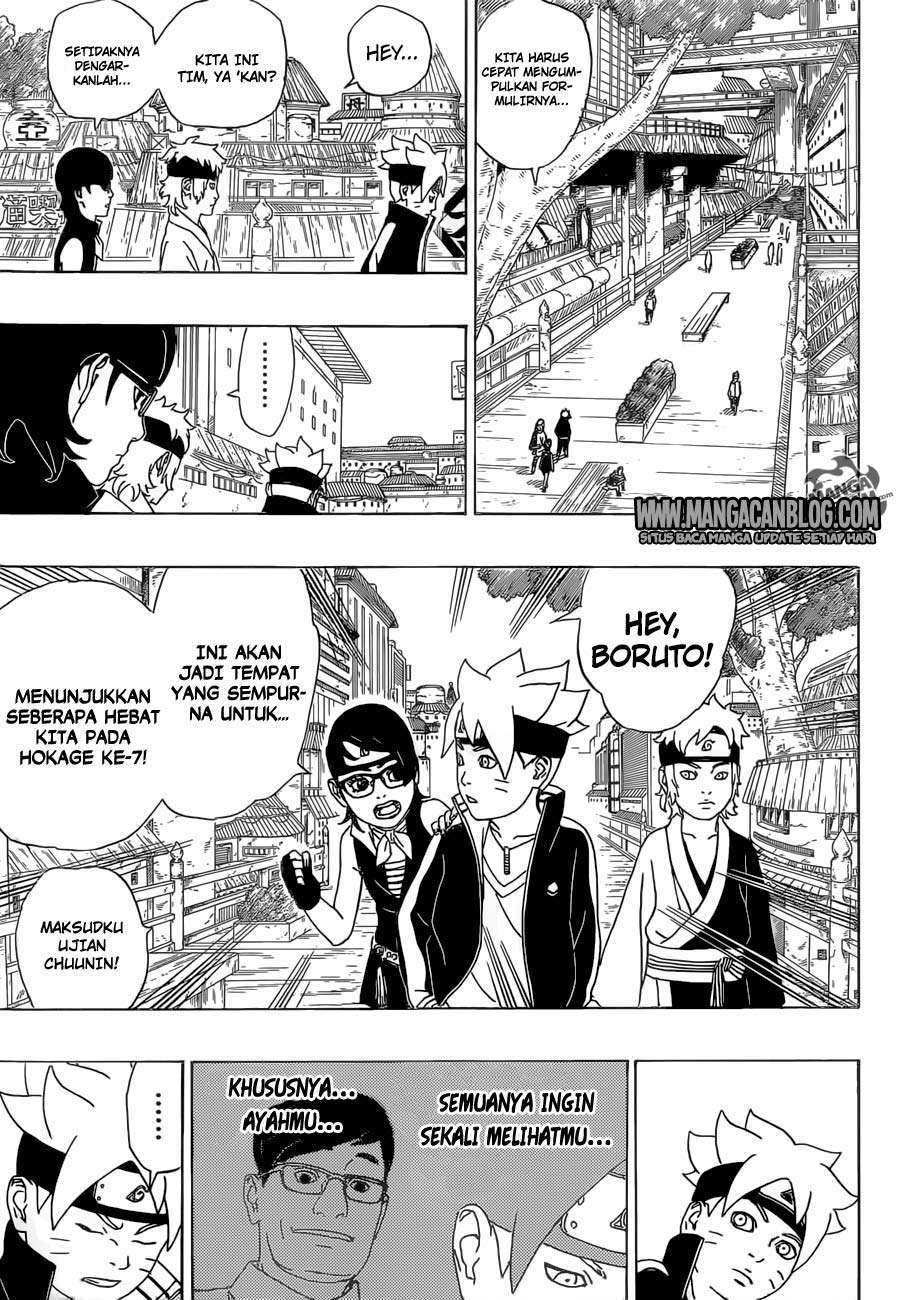 KITA HARUS
CEPAT MENGUM-
PULKAN FOR-
MULIRNYA...
HEY...
KITA INI
TIM, YA 'KAN?
SETIDAKNYA
DENGAR-
KANLAH...
.......
WWW.MANGACANBLOG.COM
SITUS BACA MANGA UPDATE SETIAP HARI
HEY,
BORUTO!
INI AKAN
JADI TEMPAT
YANG SEMPUR-
NA UNTUK...
MENUNJUKKAN
SEBERAPA HEBAT
KITA PADA
HOKAGE KE-7!
MAKSUDKU
UJIAN
CHUUNIN!
SEMUANYA INGIN
SEKALI MELIHATMU...
KHUSUSNYA...
AYAHMU...
......